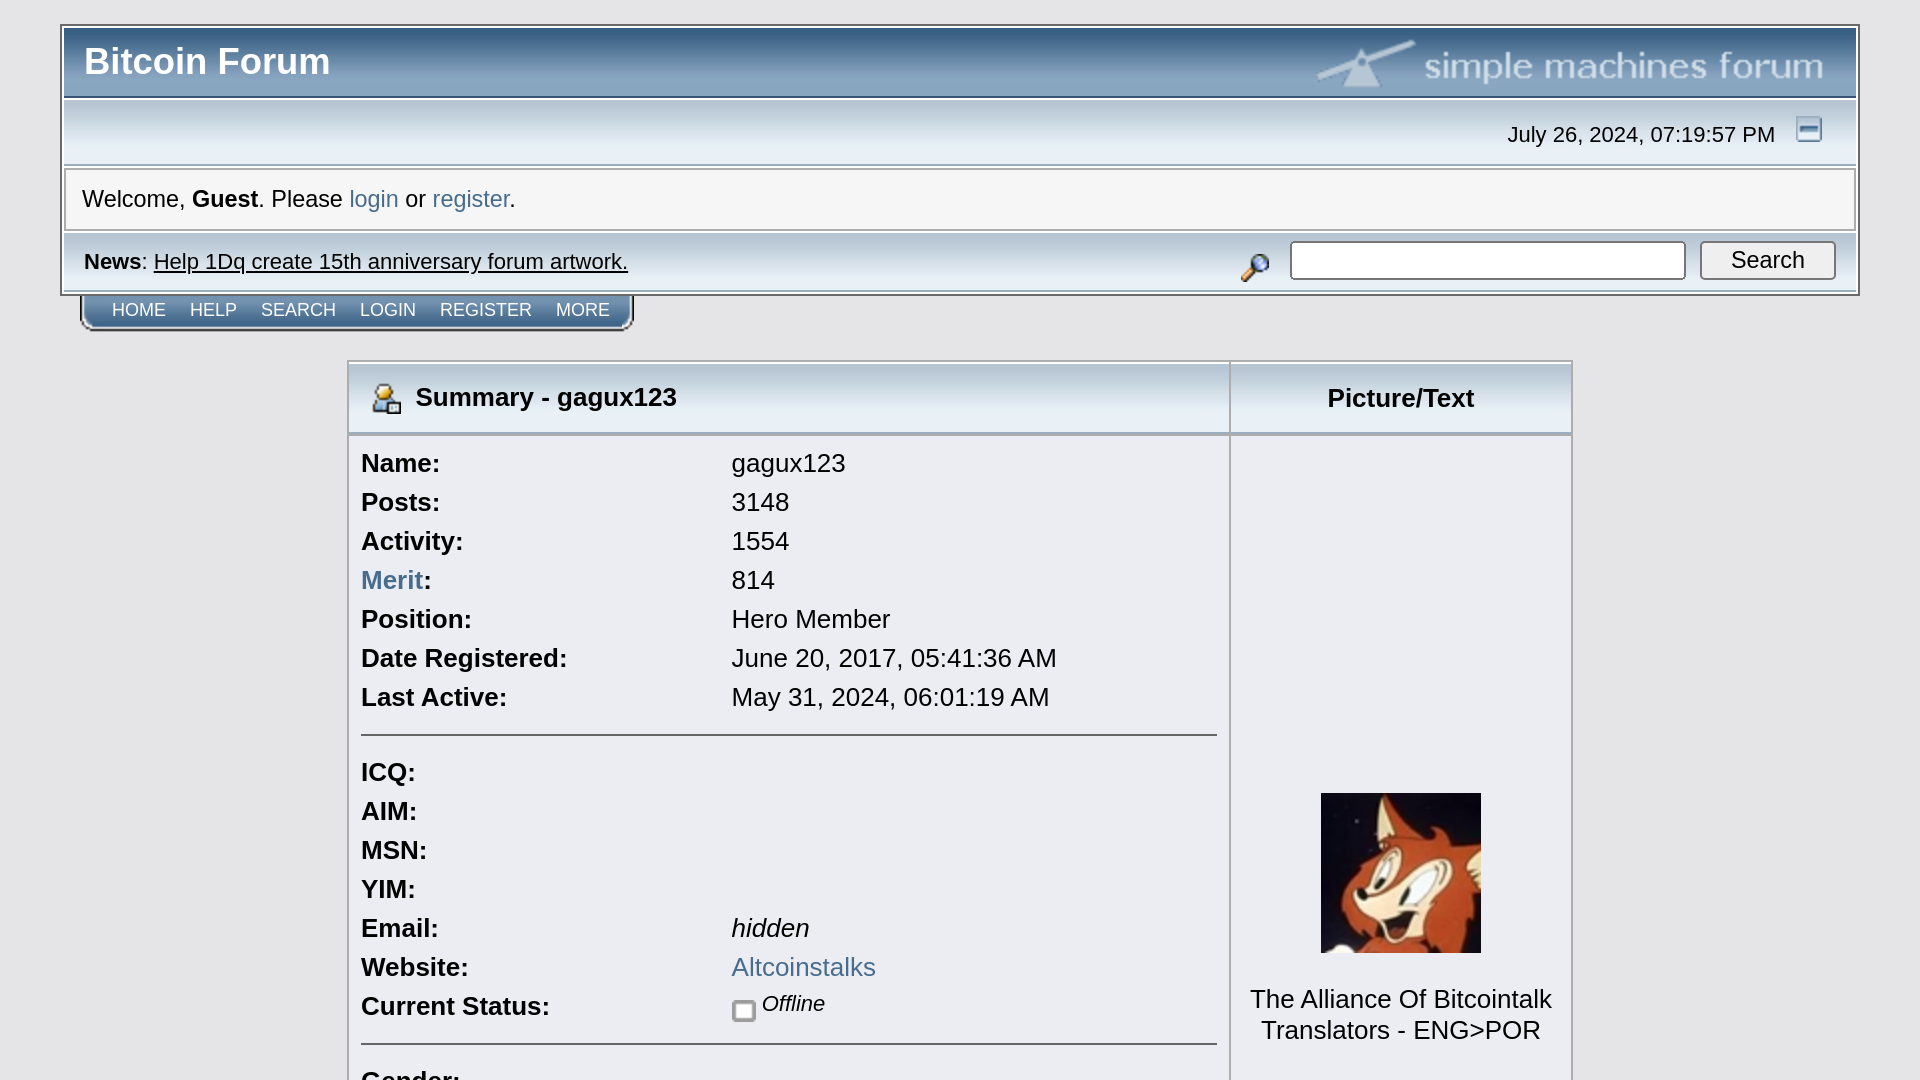 Bitcoin Forum
simple machines forum
July 26, 2024, 07:19:57 PM
Welcome, Guest. Please login or register.
News: Help 1Dq create 15th anniversary forum artwork.
Search
HOME HELP SEARCH LOGIN REGISTER MORE
Summary - gagux123
Picture/Text
Name: gagux123
Posts: 3148
Activity: 1554
Merit: 814
Position: Hero Member
Date Registered: June 20, 2017, 05:41:36 AM
Last Active: May 31, 2024, 06:01:19 AM
ICQ:
AIM:
MSN:
YIM:
Email: hidden
Website: Altcoinstalks
Current Status: Offline
Gender:
The Alliance Of Bitcointalk
Translators - ENG>POR